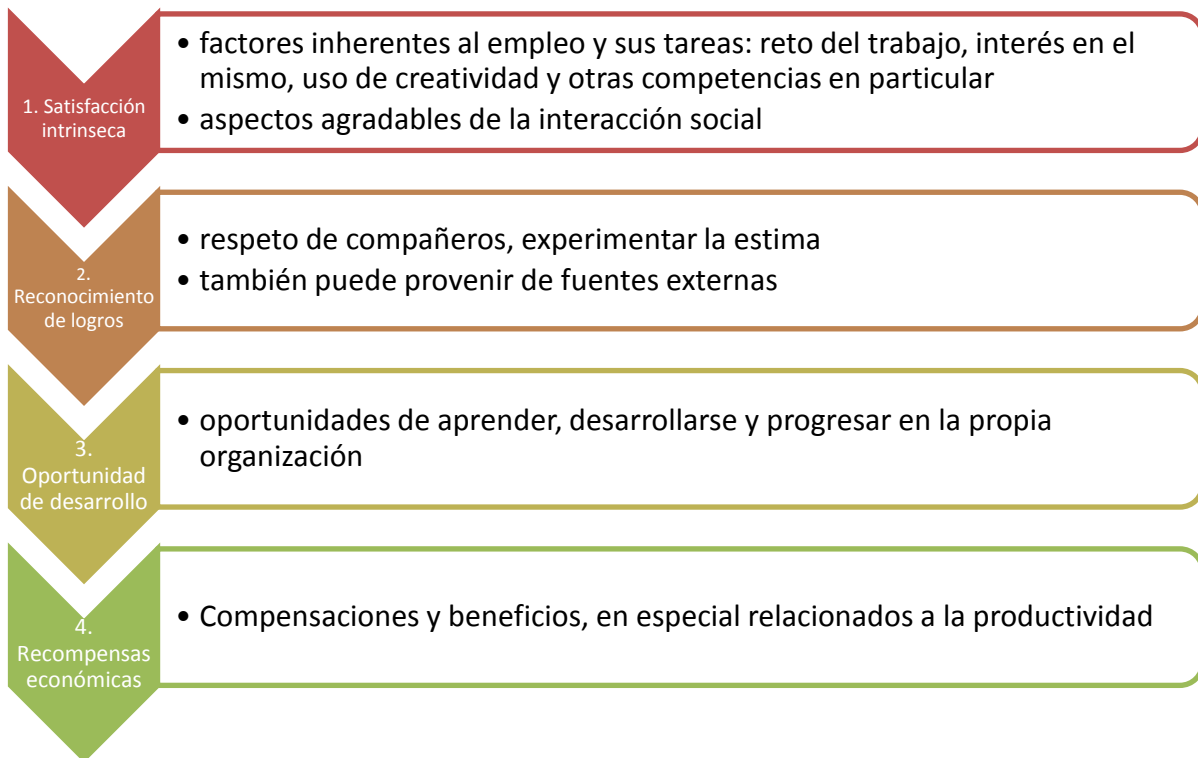 1. Satisfacción
intrinseca
• factores inherentes al empleo y sus tareas: reto del trabajo, interés en el
mismo, uso de creatividad y otras competencias en particular
• aspectos agradables de la interacción social
2.
Reconocimiento
de logros
• respeto de compañeros, experimentar la estima
• también puede provenir de fuentes externas
3.
Oportunidad
de desarrollo
• oportunidades de aprender, desarrollarse y progresar en la propia
organización
4.
Recompensas
económicas
• Compensaciones y beneficios, en especial relacionados a la productividad